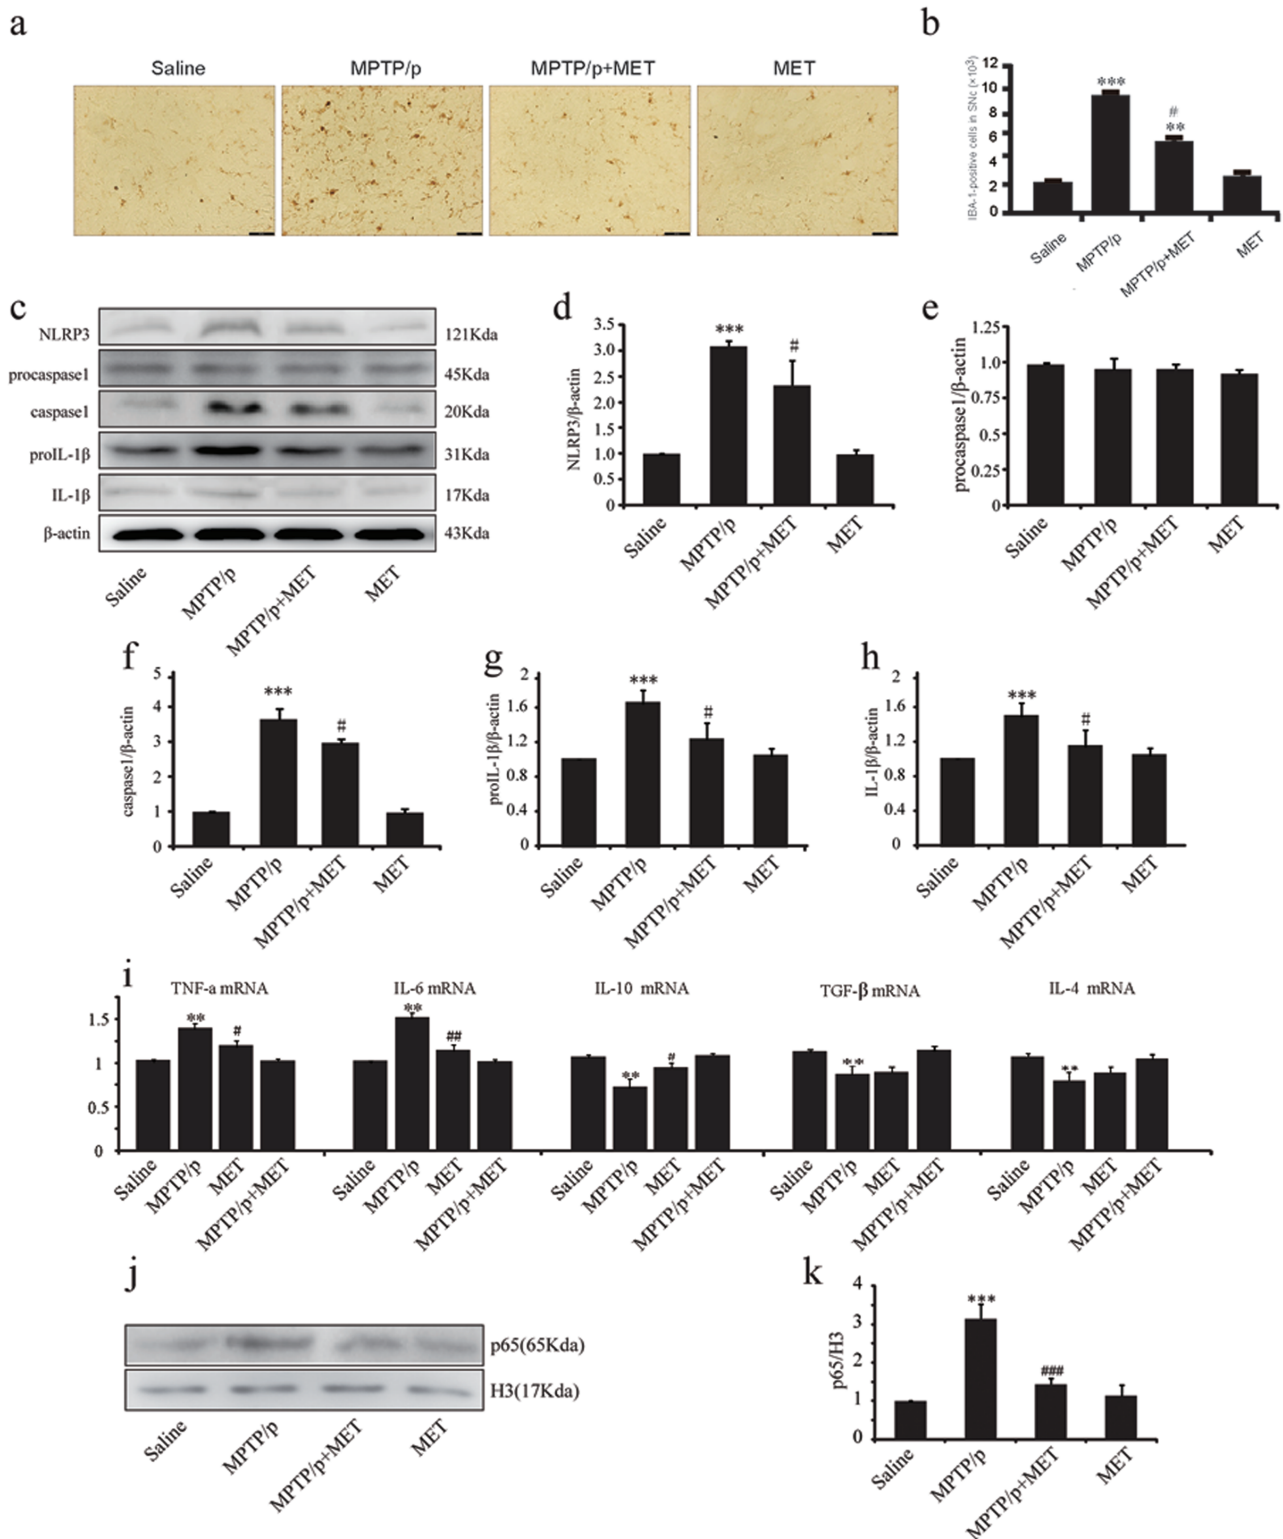 a
Saline MPTP/p MPTP/p+MET MET
b
IBA-1-positive cells in SNc (×10³)
12
10
8
6
4
2
0
***
#
**
Saline MPTP/p MPTP/p+MET MET
c
NLRP3 121Kda
procaspase1 45Kda
caspase1 20Kda
proIL-1β 31Kda
IL-1β 17Kda
β-actin 43Kda
Saline MPTP/p MPTP/p+MET MET
d
NLRP3/β-actin
3.5
3.0
2.5
2.0
1.5
1.0
0.5
0
***
#
Saline MPTP/p MPTP/p+MET MET
e
procaspase1/β-actin
1.25
1.0
0.75
0.5
0.25
0
Saline MPTP/p MPTP/p+MET MET
f
caspase1/β-actin
5
4
3
2
1
0
***
#
Saline MPTP/p MPTP/p+MET MET
g
proIL-1β/β-actin
2
1.6
1.2
0.8
0.4
0
***
#
Saline MPTP/p MPTP/p+MET MET
h
IL-1β/β-actin
2
1.6
1.2
0.8
0.4
0
***
#
Saline MPTP/p MPTP/p+MET MET
i
TNF-a mRNA IL-6 mRNA IL-10 mRNA TGF-β mRNA IL-4 mRNA
1.5
1
0.5
0
** # ** ## ** # ** **
Saline MPTP/p MET MPTP/p+MET Saline MPTP/p MET MPTP/p+MET Saline MPTP/p MET MPTP/p+MET Saline MPTP/p MET MPTP/p+MET Saline MPTP/p MET MPTP/p+MET
j
p65(65Kda)
H3(17Kda)
Saline MPTP/p MPTP/p+MET MET
k
p65/H3
4
3
2
1
0
***
###
Saline MPTP/p MPTP/p+MET MET